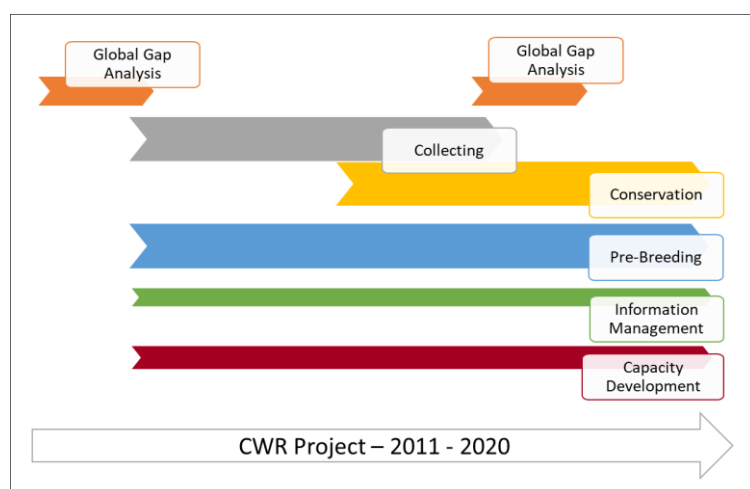 Global Gap
Analysis
Global Gap
Analysis
Collecting
Conservation
Pre-Breeding
Information
Management
Capacity
Development
CWR Project – 2011 - 2020